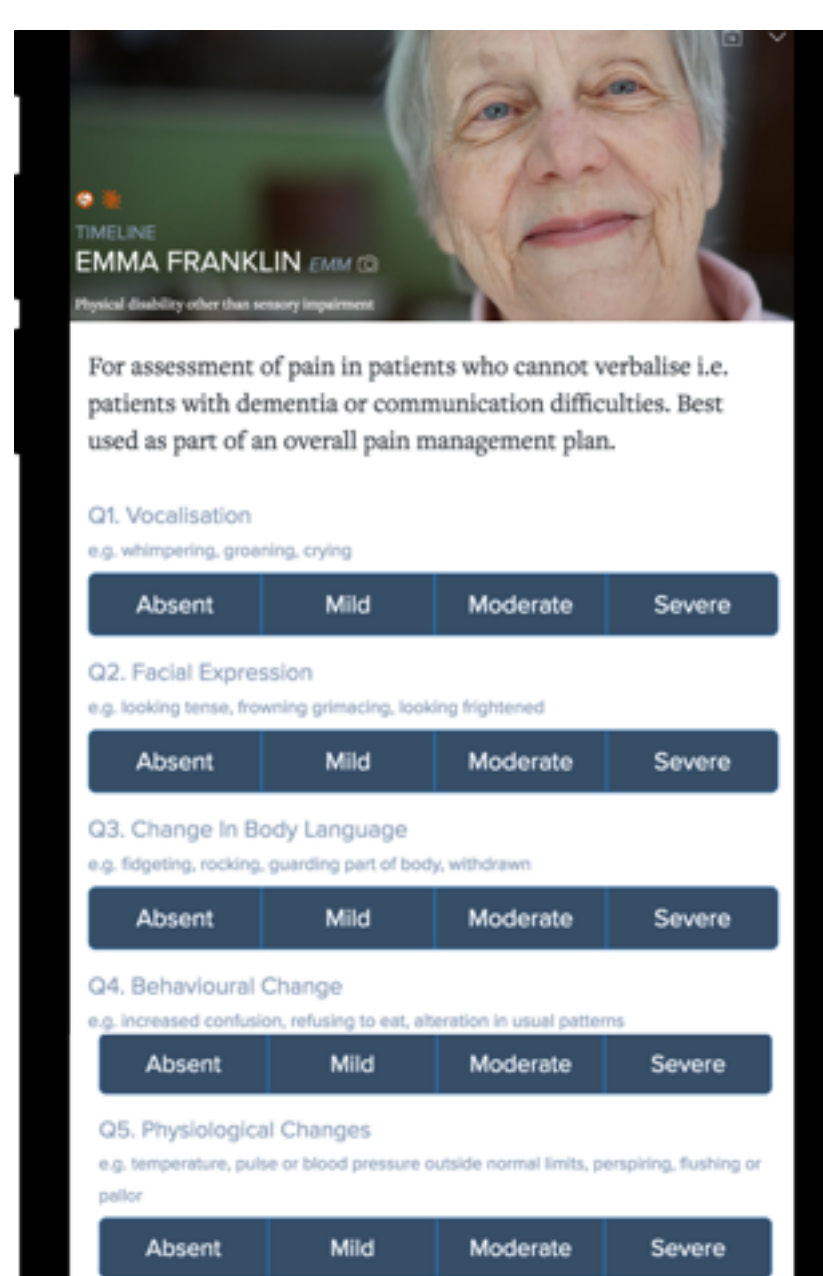 TIMELINE
EMMA FRANKLIN EMM
Physical disability other than sensory impairment
For assessment of pain in patients who cannot verbalise i.e.
patients with dementia or communication difficulties. Best
used as part of an overall pain management plan.
Q1. Vocalisation
e.g. whimpering, groaning, crying
Absent Mild Moderate Severe
Q2. Facial Expression
e.g. looking tense, frowning grimacing, looking frightened
Absent Mild Moderate Severe
Q3. Change In Body Language
e.g. fidgeting, rocking, guarding part of body, withdrawn
Absent Mild Moderate Severe
Q4. Behavioural Change
e.g. increased confusion, refusing to eat, alteration in usual patterns
Absent Mild Moderate Severe
Q5. Physiological Changes
e.g. temperature, pulse or blood pressure outside normal limits, perspiring, flushing or
pallor
Absent Mild Moderate Severe